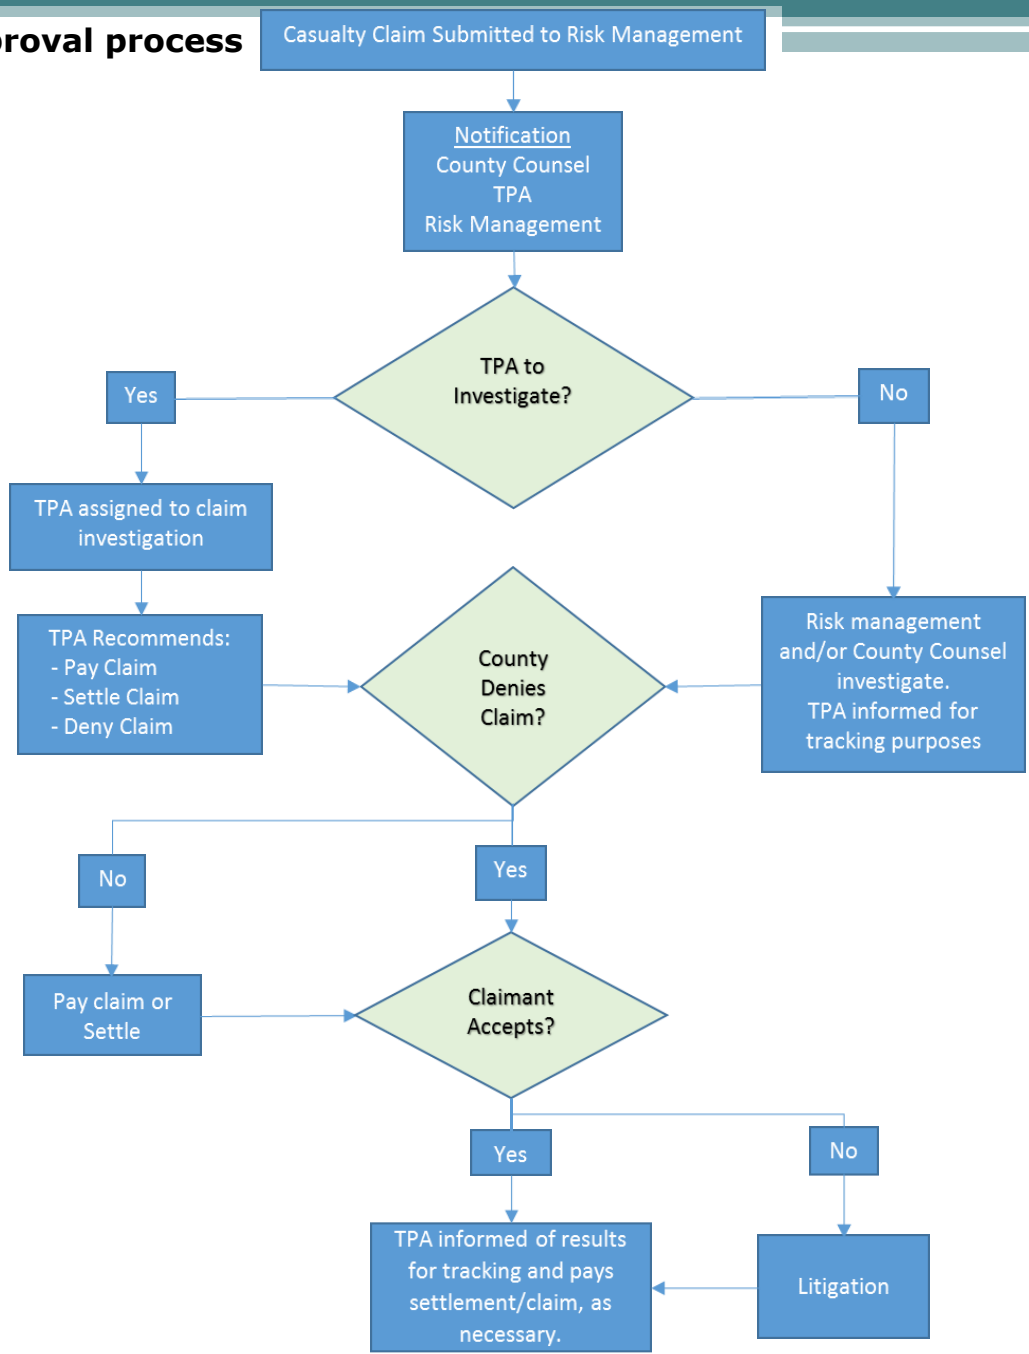 proval process
Casualty Claim Submitted to Risk Management
Notification
County Counsel
TPA
Risk Management
TPA to
Investigate?
Yes
No
TPA assigned to claim
investigation
TPA Recommends:
- Pay Claim
- Settle Claim
- Deny Claim
County
Denies
Claim?
Risk management
and/or County Counsel
investigate.
TPA informed for
tracking purposes
No
Yes
Pay claim or
Settle
Claimant
Accepts?
Yes
No
TPA informed of results
for tracking and pays
settlement/claim, as
necessary.
Litigation